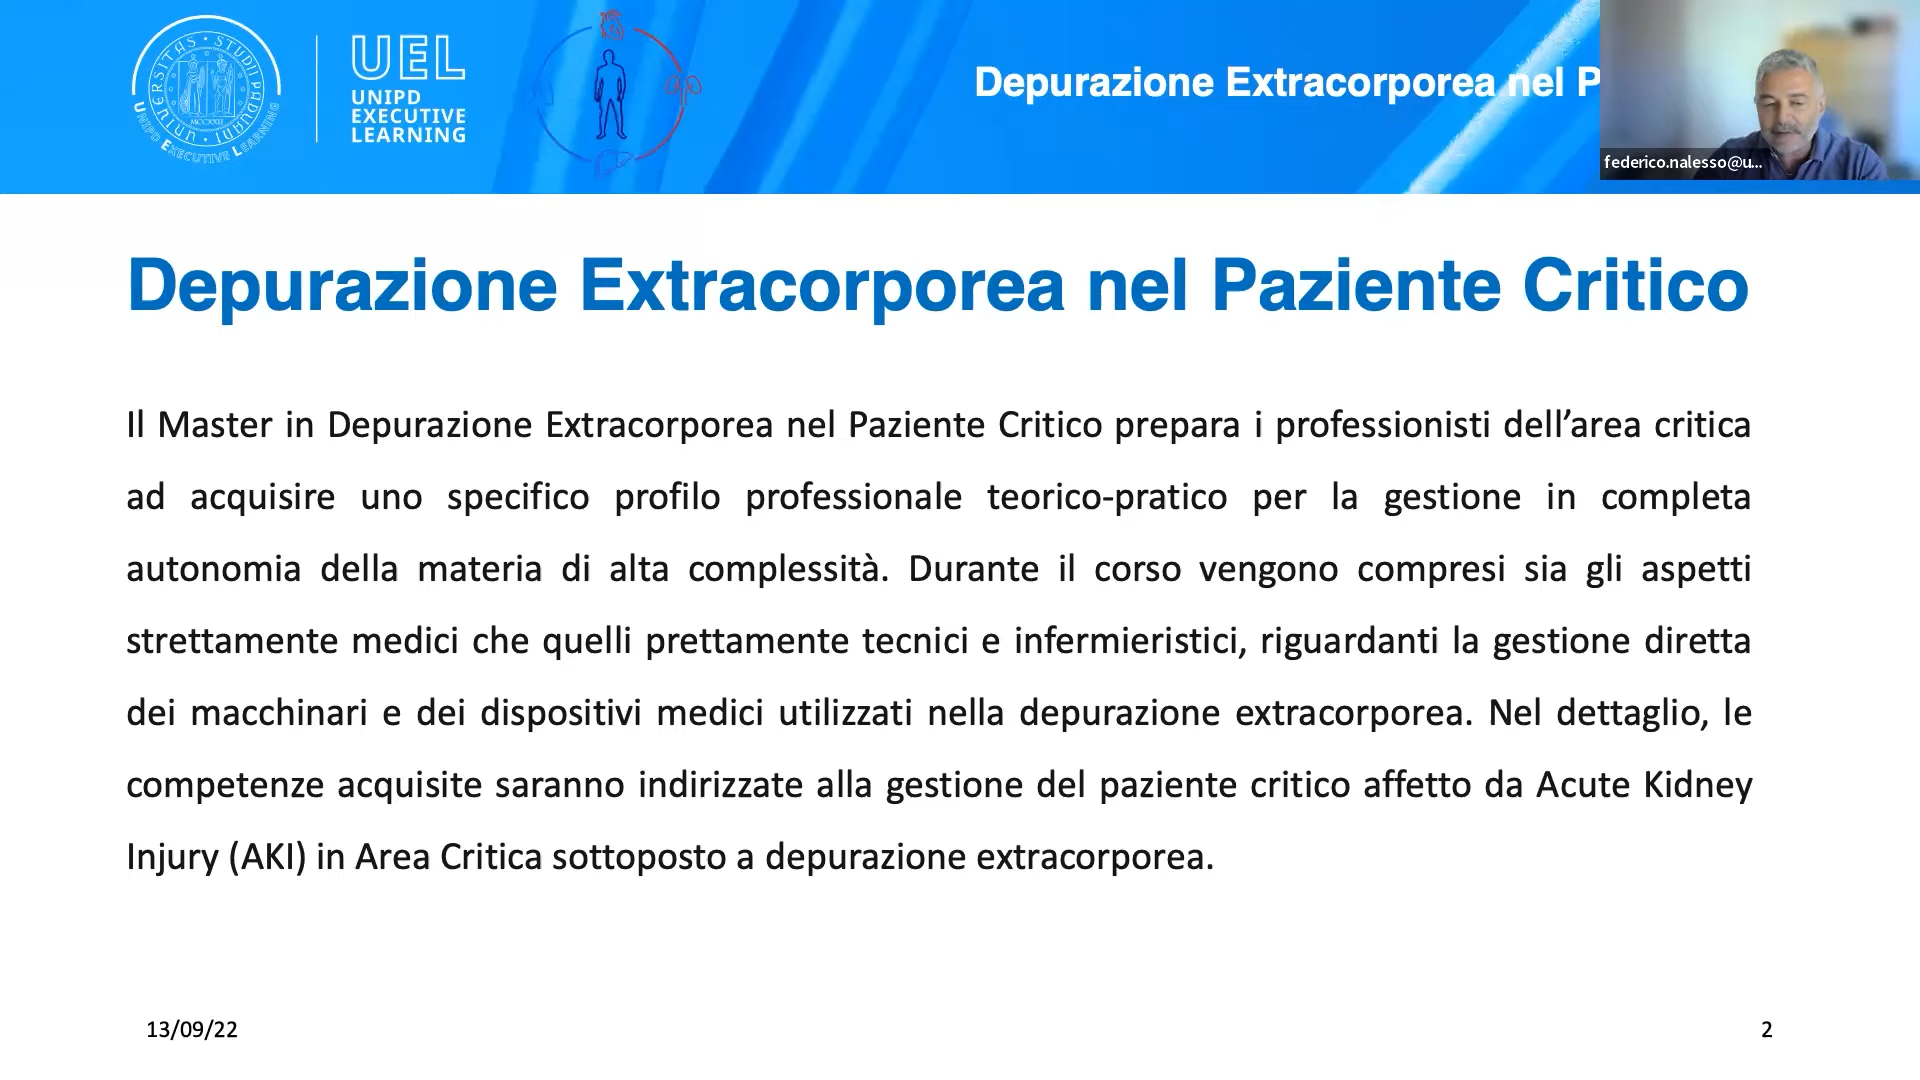 UNIVERSITAS · STUDII PADUANI
MCCXXII
UNIPD EXECUTIVE LEARNING
UEL
UNIPD
EXECUTIVE
LEARNING
Depurazione Extracorporea nel P
federico.nalesso@u...
Depurazione Extracorporea nel Paziente Critico
Il Master in Depurazione Extracorporea nel Paziente Critico prepara i professionisti dell’area critica
ad acquisire uno specifico profilo professionale teorico-pratico per la gestione in completa
autonomia della materia di alta complessità. Durante il corso vengono compresi sia gli aspetti
strettamente medici che quelli prettamente tecnici e infermieristici, riguardanti la gestione diretta
dei macchinari e dei dispositivi medici utilizzati nella depurazione extracorporea. Nel dettaglio, le
competenze acquisite saranno indirizzate alla gestione del paziente critico affetto da Acute Kidney
Injury (AKI) in Area Critica sottoposto a depurazione extracorporea.
13/09/22
2